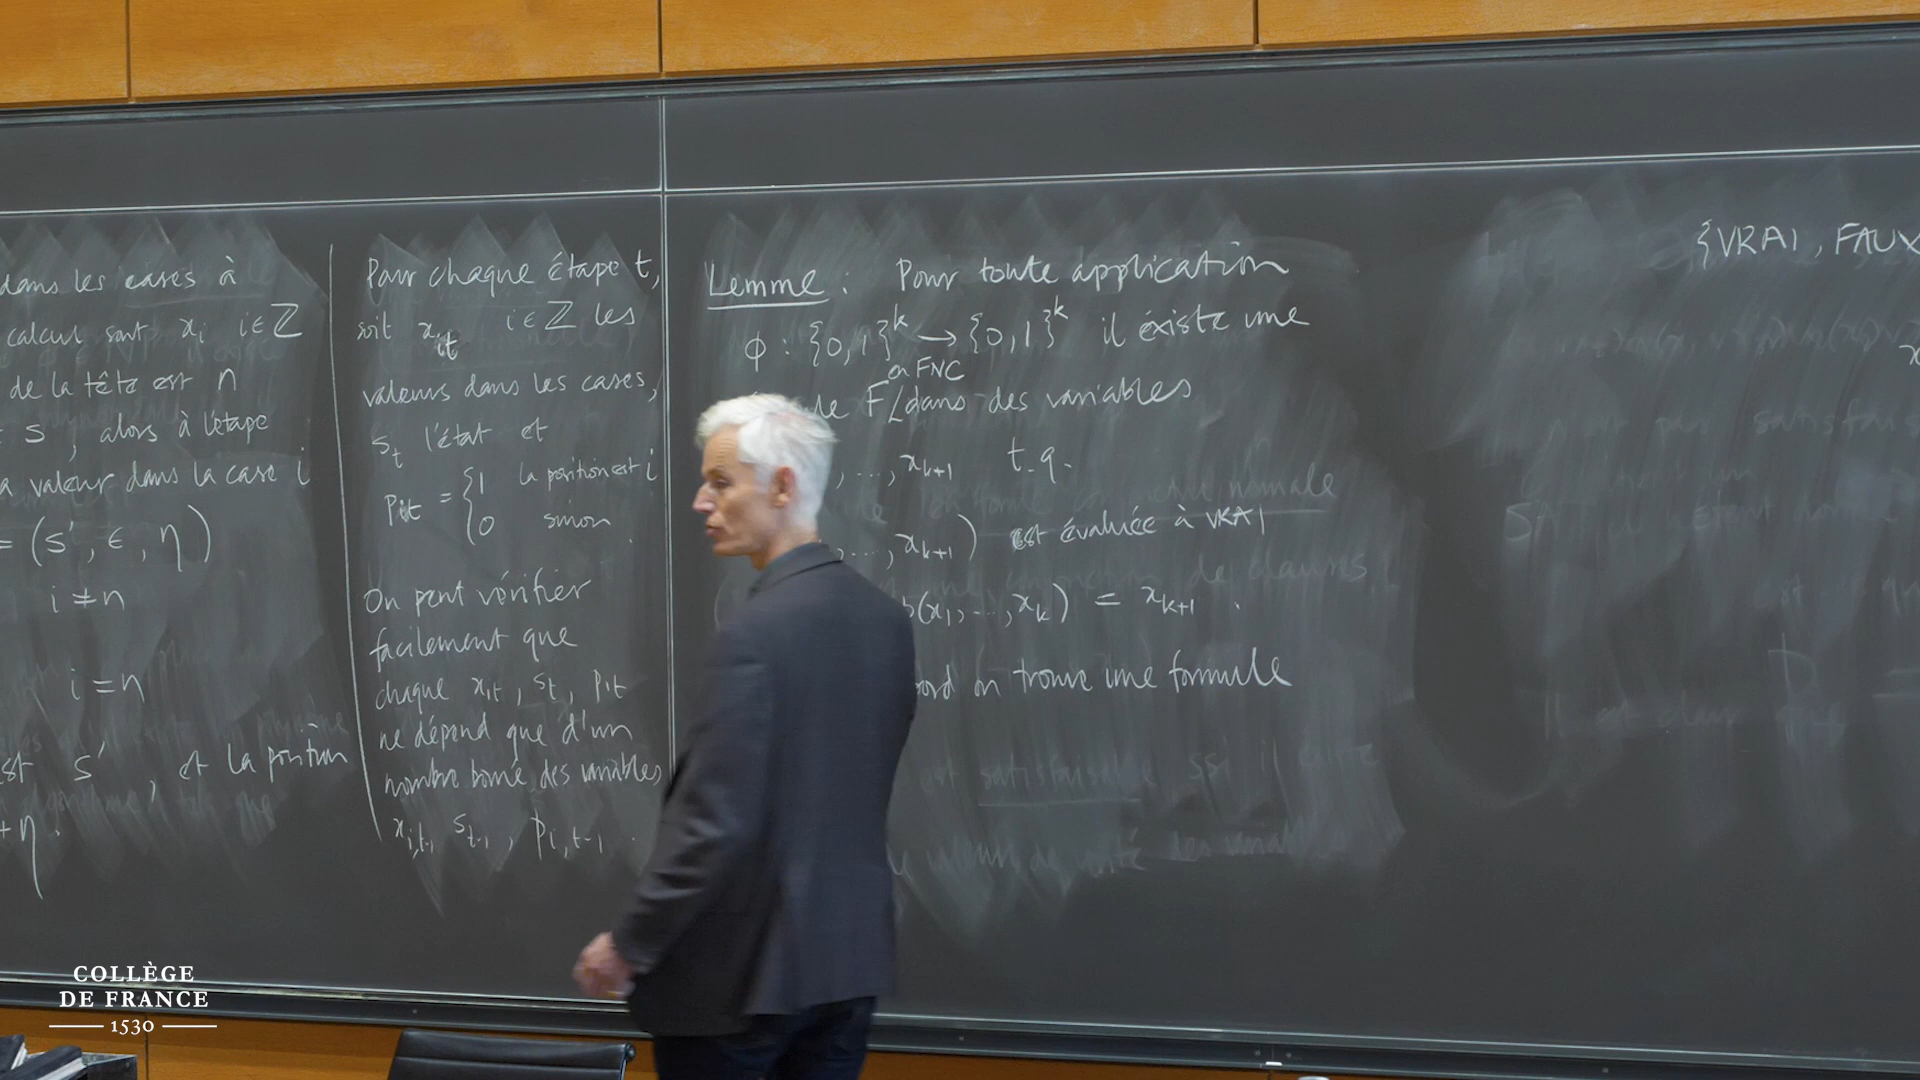 dans les cases à
calcul sont xᵢ i∈ℤ
de la tête est n
s, alors à l'étape
a valeur dans la case i
= (s', ε, η)
i ≠ n
i = n
est s', et la position
+η.
Pour chaque étape t,
soit xᵢₜ i∈ℤ les
valeurs dans les cases,
sₜ l'état et
pᵢₜ = { 1 la position est i
0 sinon.
On peut vérifier
facilement que
chaque xᵢₜ, sₜ, pᵢₜ
ne dépend que d'un
nombre borné des variables
xᵢ,ₜ₋₁, sₜ₋₁, pᵢ,ₜ₋₁.
Lemme : Pour toute application
ϕ : {0,1}ᵏ → {0,1}ᵏ il existe une
en FNC
F dans des variables
, ..., xₖ₊₁ t.q.
, ..., xₖ₊₁) est évaluée à VRAI
(x₁, ..., xₖ) = xₖ₊₁.
on trouve une formule
{VRAI, FAUX
COLLÈGE
DE FRANCE
1530